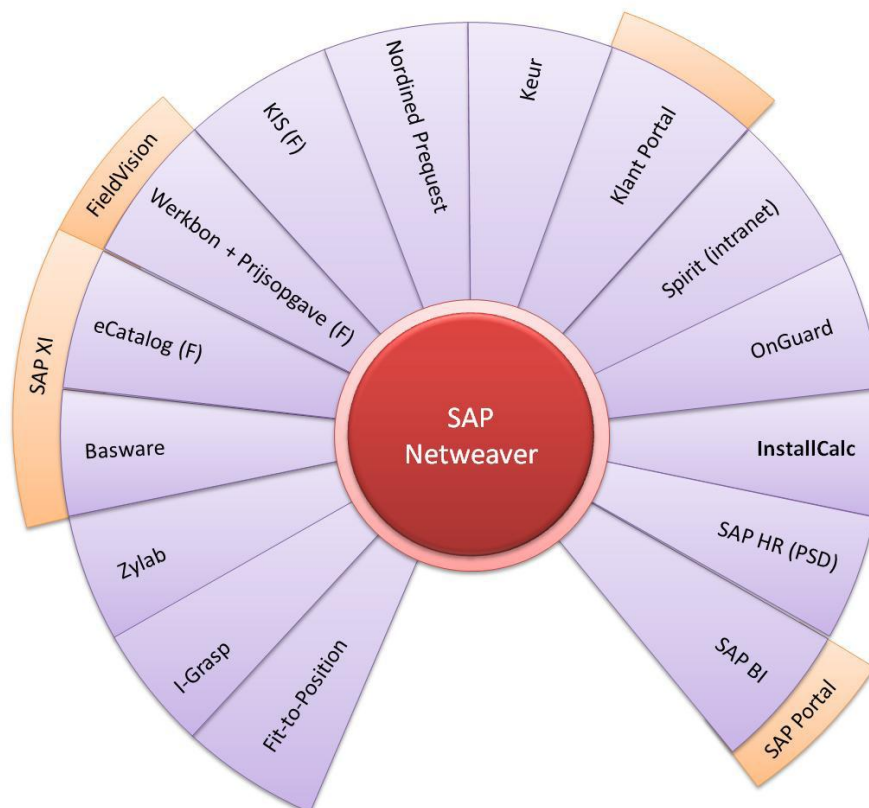 SAP
Netweaver
Fit-to-Position
I-Grasp
Zylab
Basware
eCatalog (F)
Werkbon + Prijsopgave (F)
KIS (F)
Nordined
Prequest
Keur
Klant Portal
Spirit (intranet)
OnGuard
InstallCalc
SAP HR (PSD)
SAP BI
SAP XI
FieldVision
SAP Portal